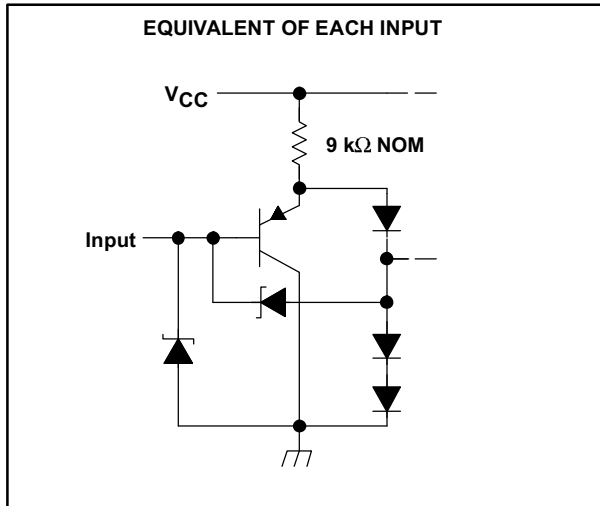 EQUIVALENT OF EACH INPUT
VCC
9 kΩ NOM
Input